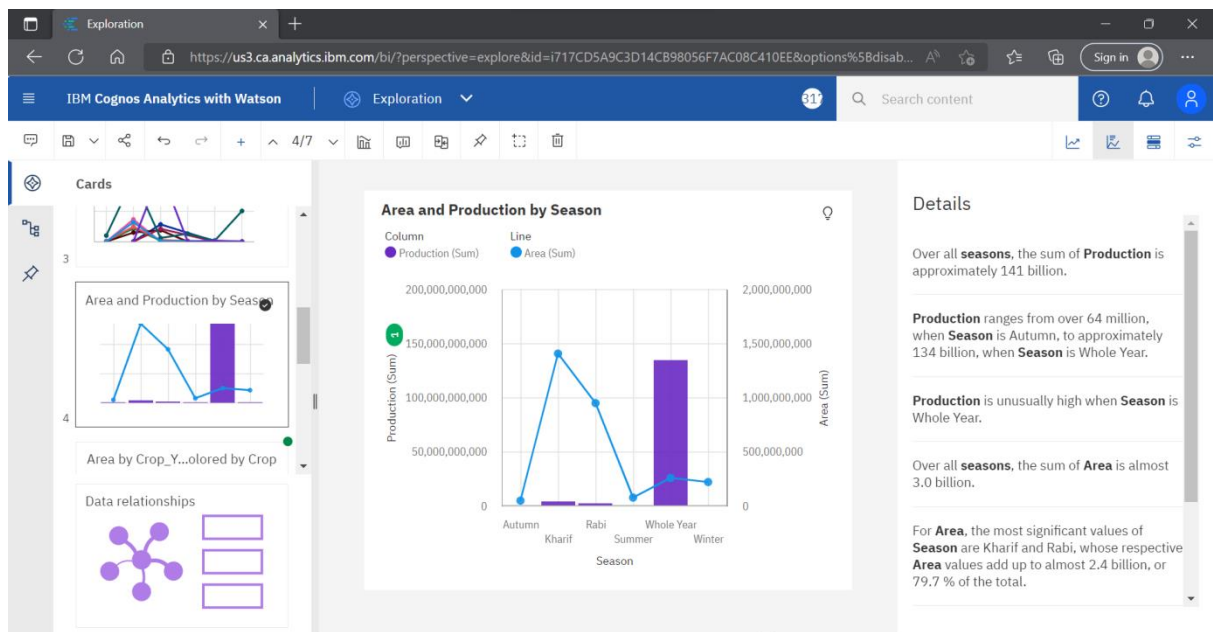 Exploration
https://us3.ca.analytics.ibm.com/bi/?perspective=explore&id=i717CD5A9C3D14CB98056F7AC08C410EE&options%5Bdisab...
Sign in
IBM Cognos Analytics with Watson
Exploration
317
Search content
4/7
Cards
3
Area and Production by Season
4
Area by Crop_Y...olored by Crop
Data relationships
Area and Production by Season
Column
Line
Production (Sum)
Area (Sum)
200,000,000,000
150,000,000,000
100,000,000,000
50,000,000,000
0
Production (Sum)
1
2,000,000,000
1,500,000,000
1,000,000,000
500,000,000
0
Area (Sum)
Autumn
Kharif
Rabi
Summer
Whole Year
Winter
Season
Details
Over all seasons, the sum of Production is
approximately 141 billion.
Production ranges from over 64 million,
when Season is Autumn, to approximately
134 billion, when Season is Whole Year.
Production is unusually high when Season is
Whole Year.
Over all seasons, the sum of Area is almost
3.0 billion.
For Area, the most significant values of
Season are Kharif and Rabi, whose respective
Area values add up to almost 2.4 billion, or
79.7 % of the total.